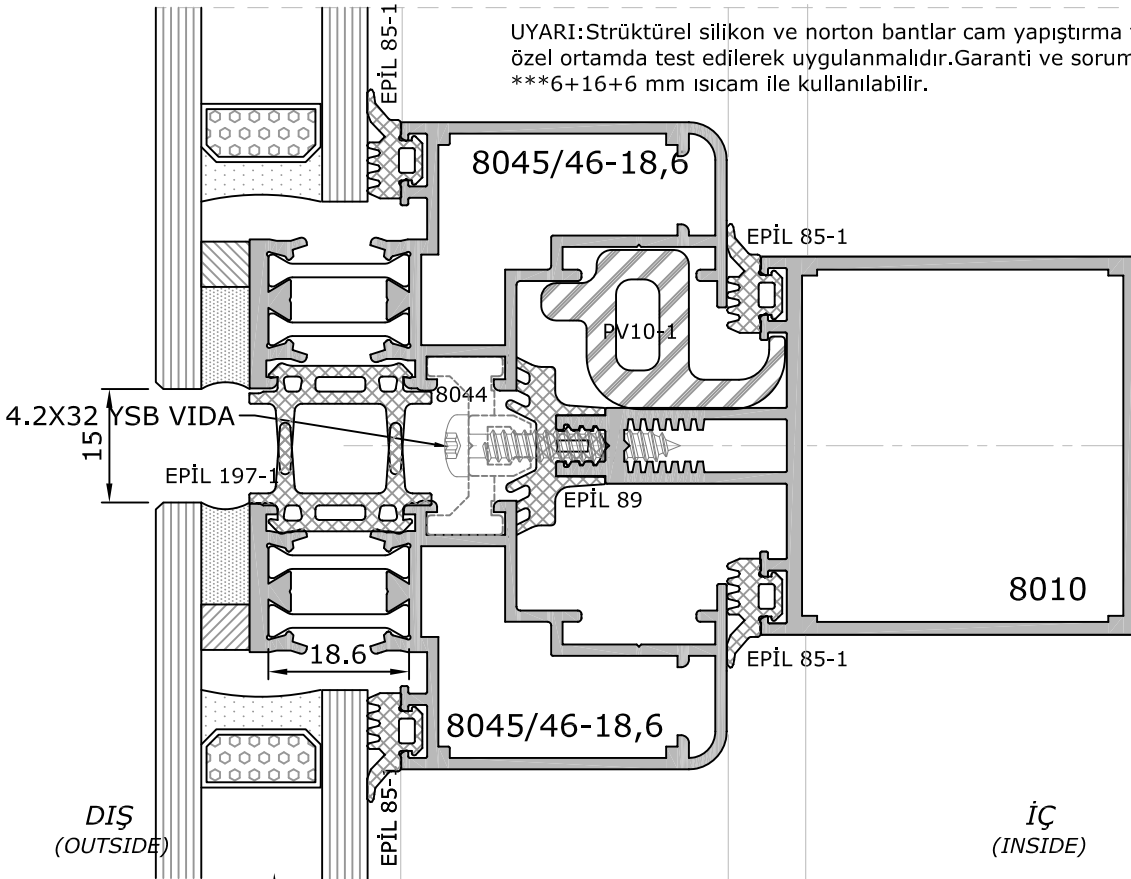 UYARI:Strüktürel silikon ve norton bantlar cam yapıştırma
özel ortamda test edilerek uygulanmalıdır.Garanti ve sorum
***6+16+6 mm ısıcam ile kullanılabilir.
EPİL 85-1
8045/46-18,6
EPİL 85-1
PV10-1
8044
4.2X32 YSB VIDA
15
EPİL 197-1
EPİL 89
8010
18.6
EPİL 85-1
8045/46-18,6
EPİL 85-1
DIŞ
(OUTSIDE)
İÇ
(INSIDE)